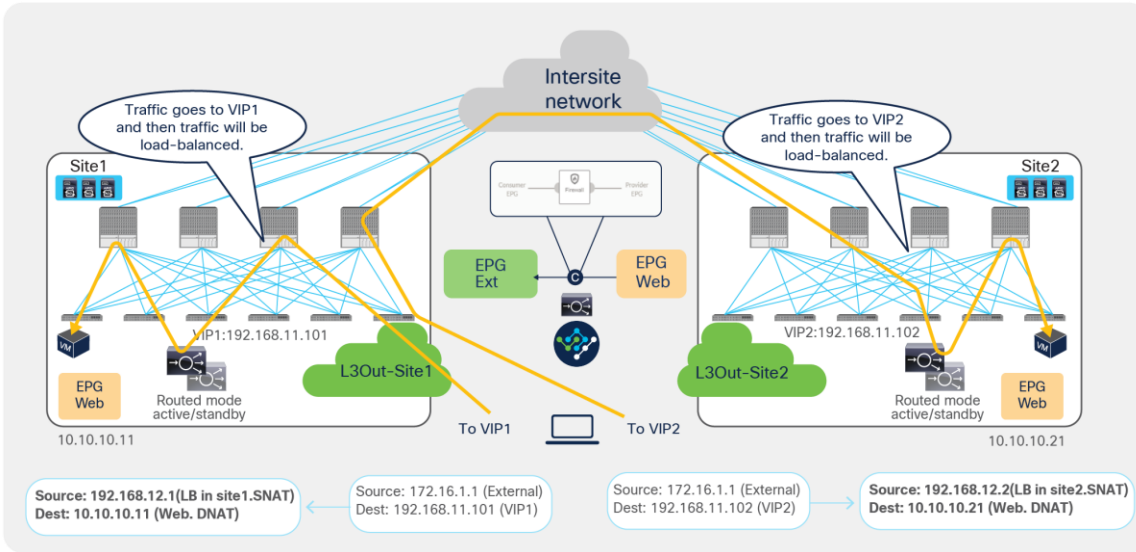 Intersite
network
Traffic goes to VIP1
and then traffic will be
load-balanced.
Traffic goes to VIP2
and then traffic will be
load-balanced.
Site1
Site2
Consumer
EPG
Firewall
Provider
EPG
EPG
Ext
C
EPG
Web
VIP1:192.168.11.101
VIP2:192.168.11.102
VM
VM
L3Out-Site1
L3Out-Site2
EPG
Web
Routed mode
active/standby
Routed mode
active/standby
EPG
Web
To VIP1
To VIP2
10.10.10.11
10.10.10.21
Source: 192.168.12.1(LB in site1.SNAT)
Dest: 10.10.10.11 (Web. DNAT)
Source: 172.16.1.1 (External)
Dest: 192.168.11.101 (VIP1)
Source: 172.16.1.1 (External)
Dest: 192.168.11.102 (VIP2)
Source: 192.168.12.2(LB in site2.SNAT)
Dest: 10.10.10.21 (Web. DNAT)